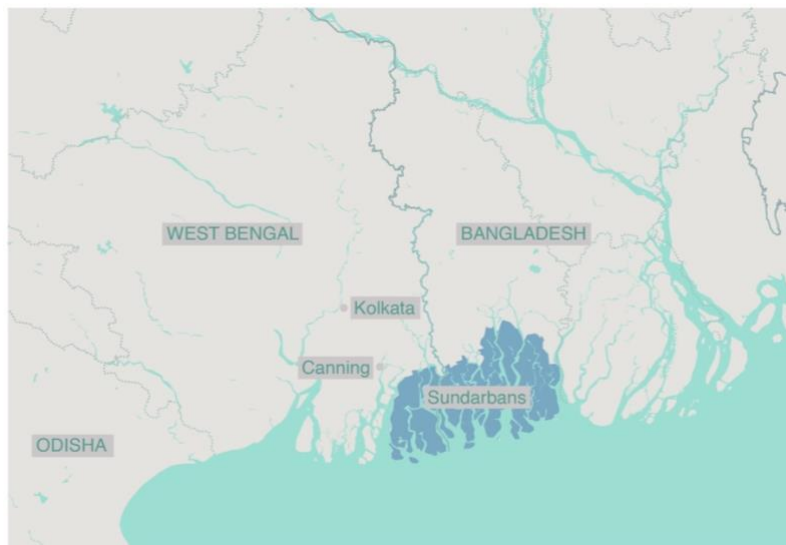 WEST BENGAL
BANGLADESH
Kolkata
Canning
Sundarbans
ODISHA